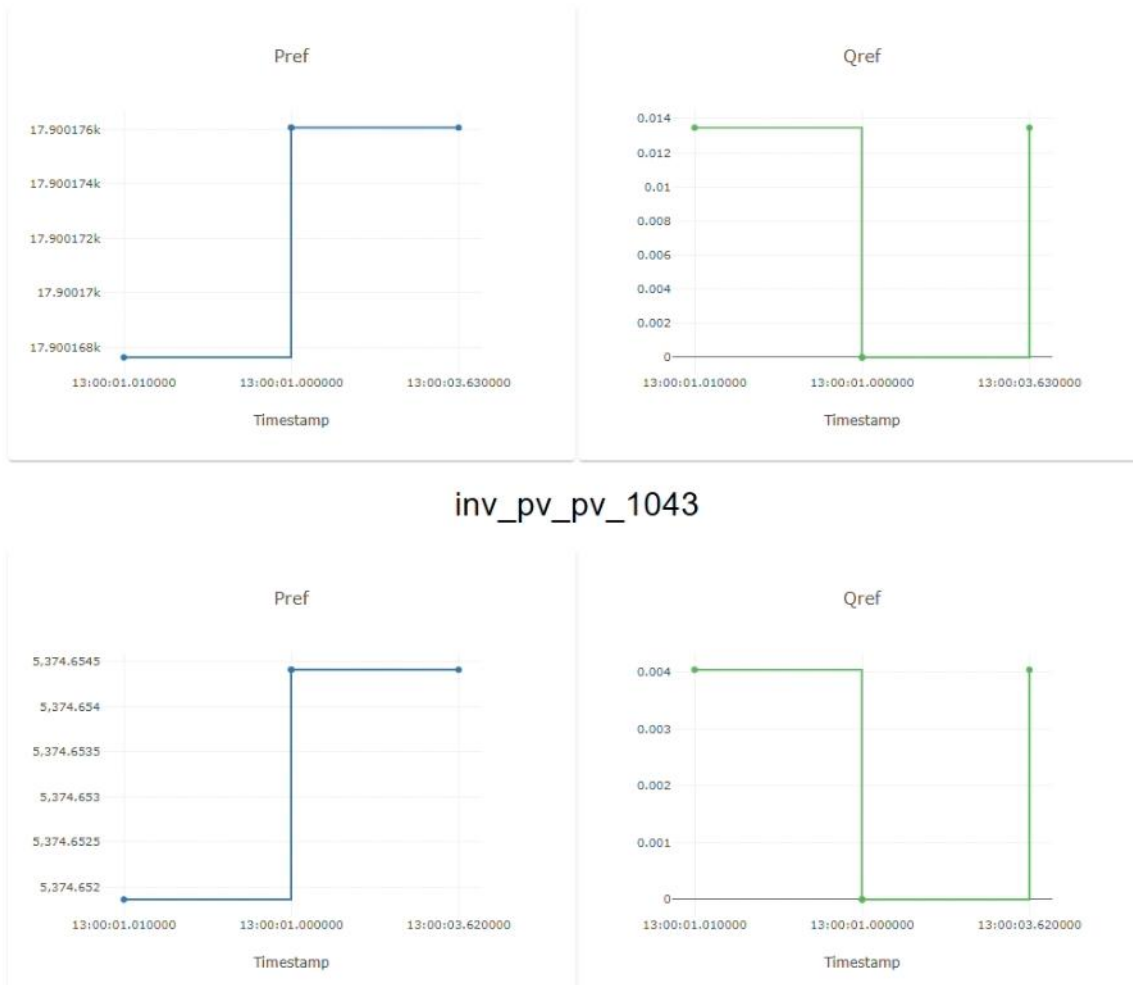 Pref
17.900176k
17.900174k
17.900172k
17.90017k
17.900168k
13:00:01.010000 13:00:01.000000 13:00:03.630000
Timestamp
Qref
0.014
0.012
0.01
0.008
0.006
0.004
0.002
0
13:00:01.010000 13:00:01.000000 13:00:03.630000
Timestamp
inv_pv_pv_1043
Pref
5,374.6545
5,374.654
5,374.6535
5,374.653
5,374.6525
5,374.652
13:00:01.010000 13:00:01.000000 13:00:03.620000
Timestamp
Qref
0.004
0.003
0.002
0.001
0
13:00:01.010000 13:00:01.000000 13:00:03.620000
Timestamp